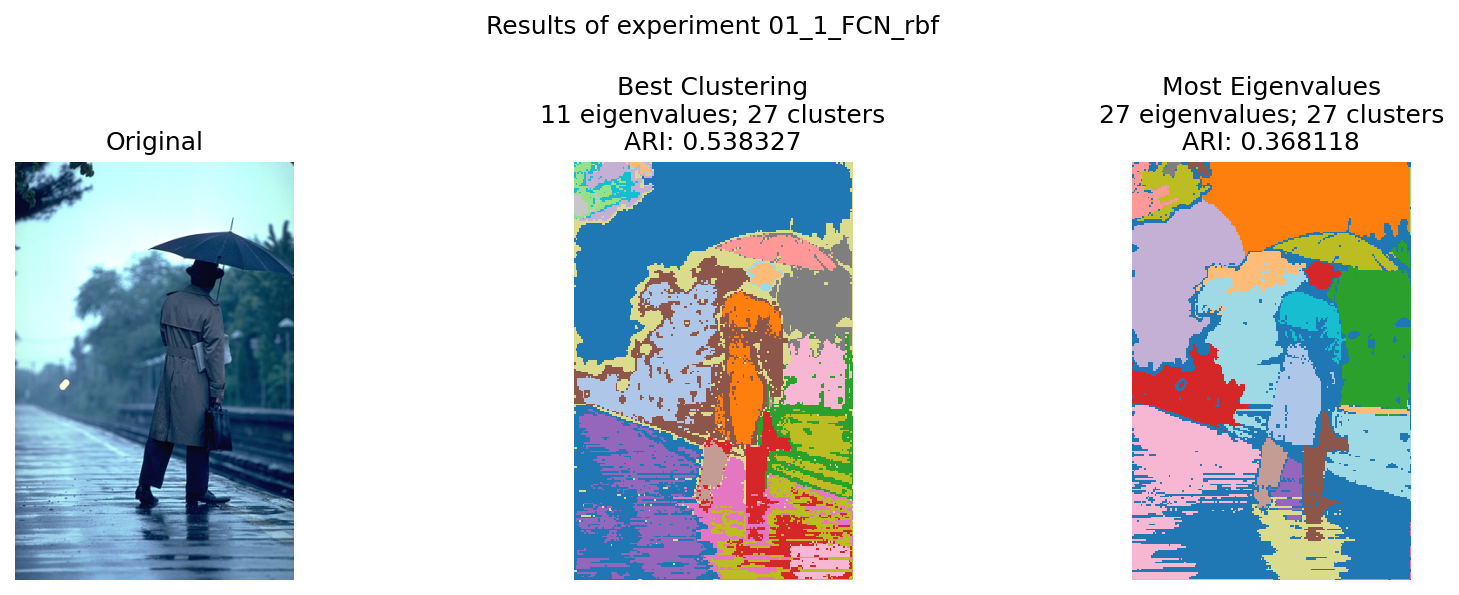 Results of experiment 01_1_FCN_rbf
Original
Best Clustering
11 eigenvalues; 27 clusters
ARI: 0.538327
Most Eigenvalues
27 eigenvalues; 27 clusters
ARI: 0.368118